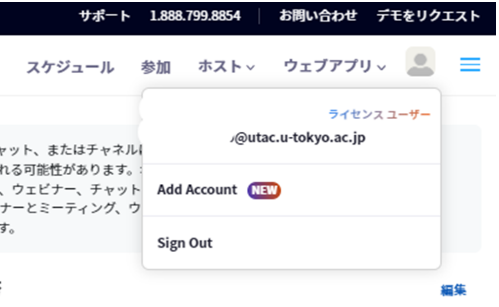 サポート 1.888.799.8854 お問い合わせ デモをリクエスト
スケジュール 参加 ホスト ウェブアプリ
ライセンス ユーザー
@utac.u-tokyo.ac.jp
ャット、またはチャネル
れる可能性があります。
、ウェビナー、チャット
ナーとミーティング、ウ
す。
Add Account NEW
Sign Out
編集